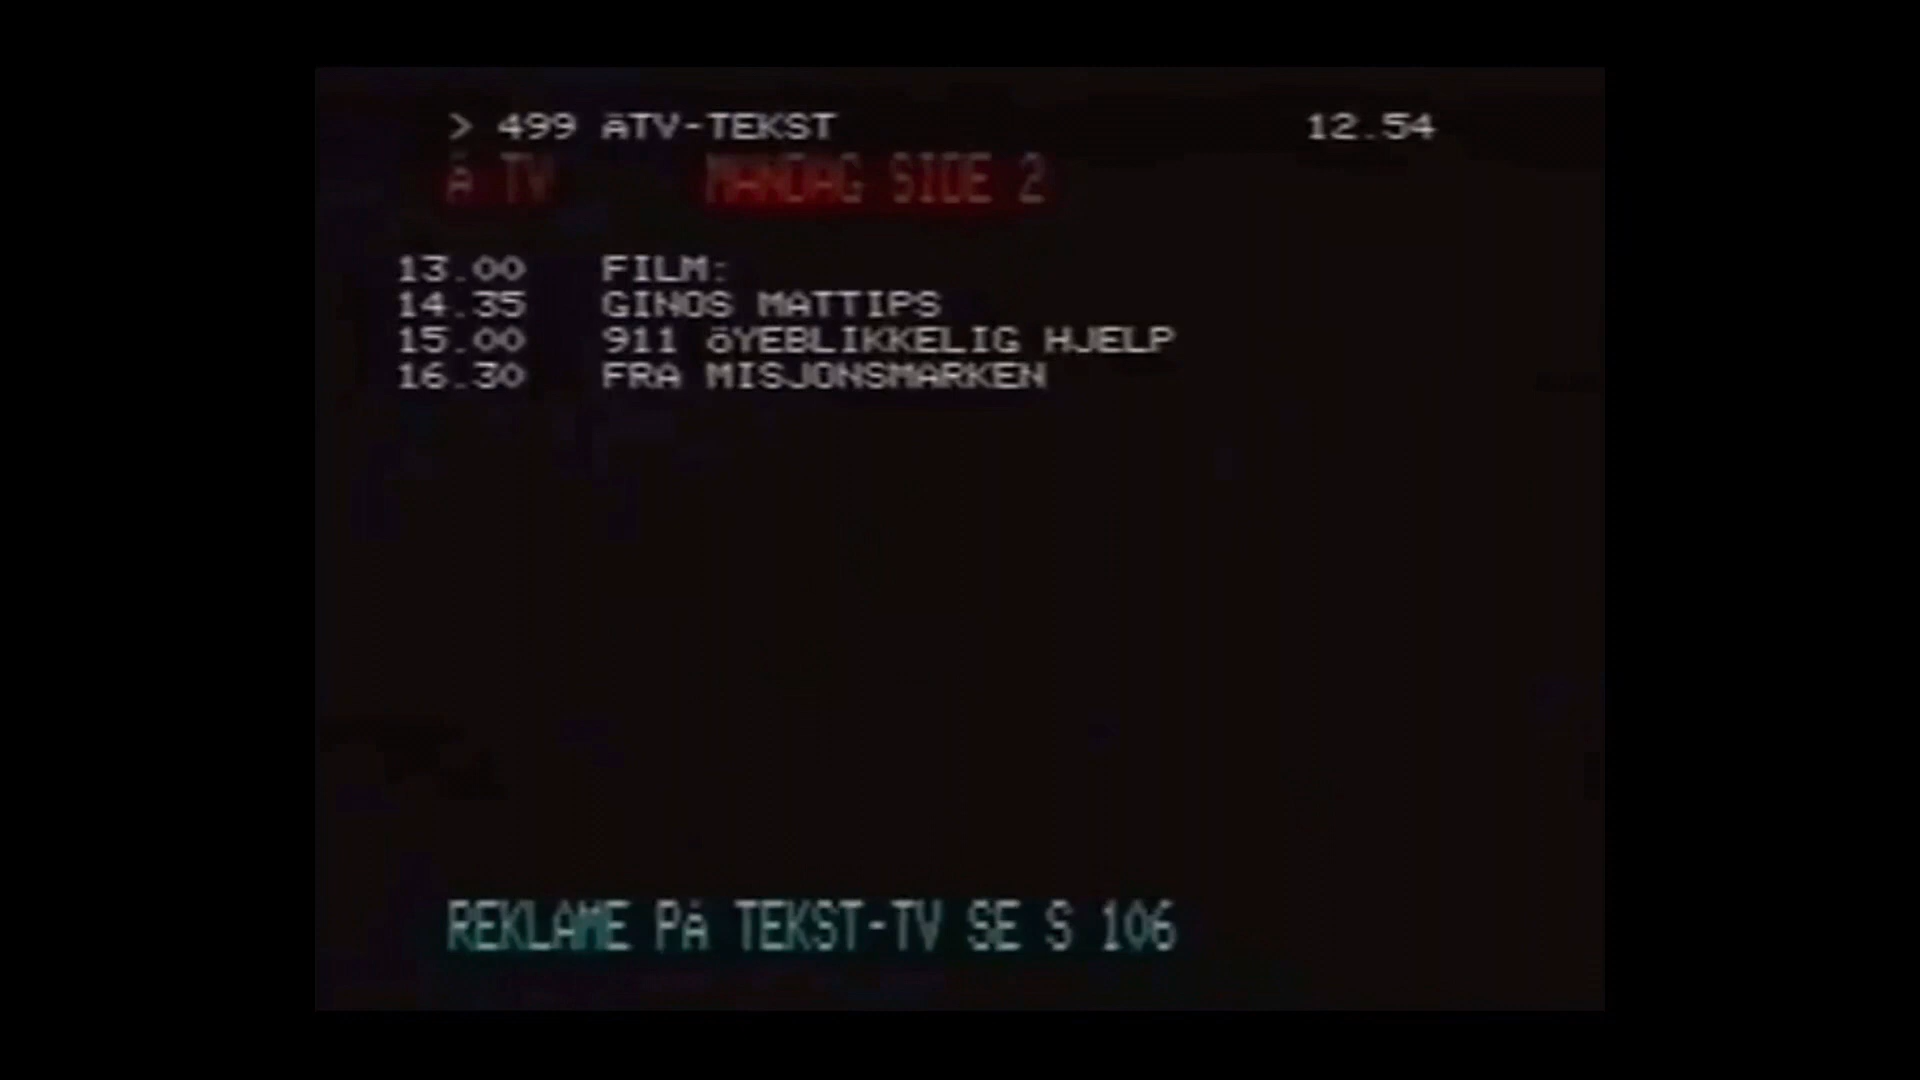 > 499 äTV-TEKST 12.54
Å TV MANDAG SIDE 2
13.00 FILM:
14.35 GINOS MATTIPS
15.00 911 öYEBLIKKELIG HJELP
16.30 FRA MISJONSMARKEN
REKLAME PÅ TEKST-TV SE S 106